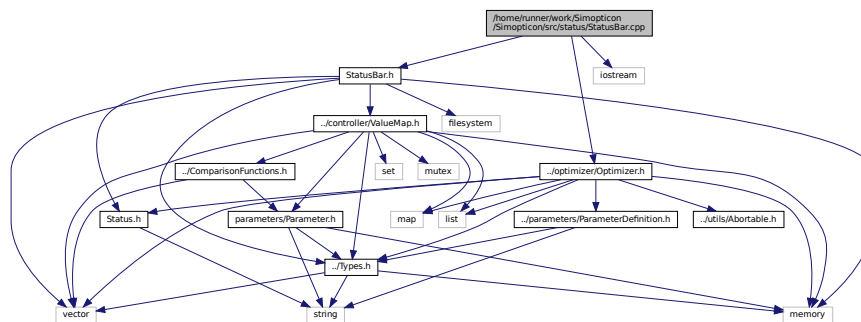 /home/runner/work/Simopticon
/Simopticon/src/status/StatusBar.cpp
StatusBar.h
iostream
../controller/ValueMap.h
filesystem
../ComparisonFunctions.h
set
mutex
../optimizer/Optimizer.h
Status.h
parameters/Parameter.h
map
list
../parameters/ParameterDefinition.h
../utils/Abortable.h
../Types.h
vector
string
memory